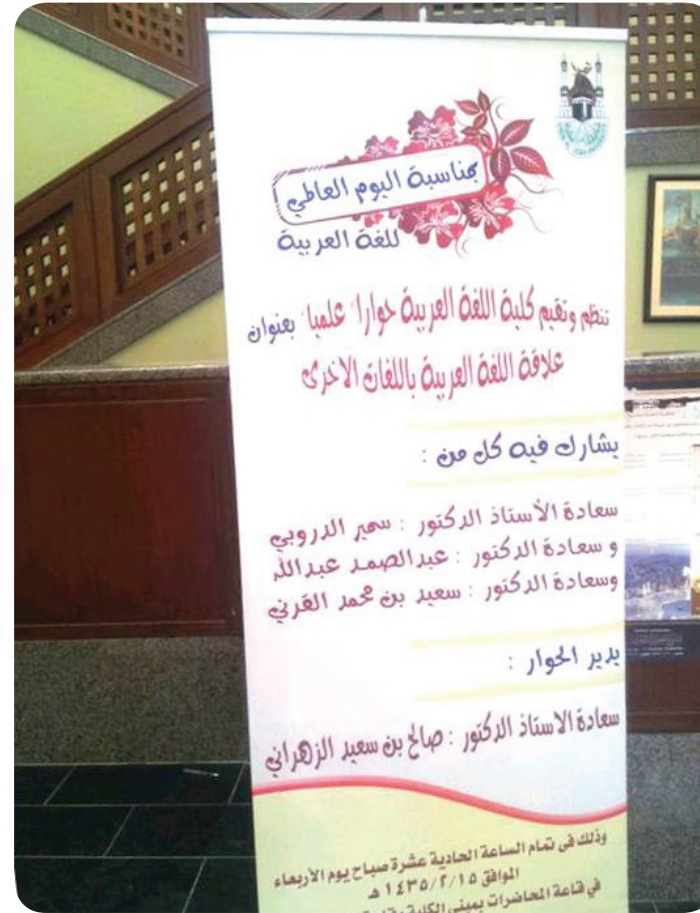 بمناسبة اليوم العالمي
للغة العربية
تنظم وتقيم كلية اللغة العربية حوارا" علميا" بعنوان
علاقة اللغة العربية باللغات الاخرى
يشارك فيه كل من :
سعادة الأستاذ الدكتور : سمير الدروبي
و سعادة الدكتور : عبدالصمد عبدالله
وسعادة الدكتور : سعيد بن محمد القرني
يدير الحوار :
سعادة الاستاذ الدكتور : صالح بن سعيد الزهراني
وذلك في تمام الساعة الحادية عشرة صباح يوم الأربعاء
الموافق ١٤٣٥/٢/١٥ هـ
في قاعة المحاضرات بمبنى الكلية